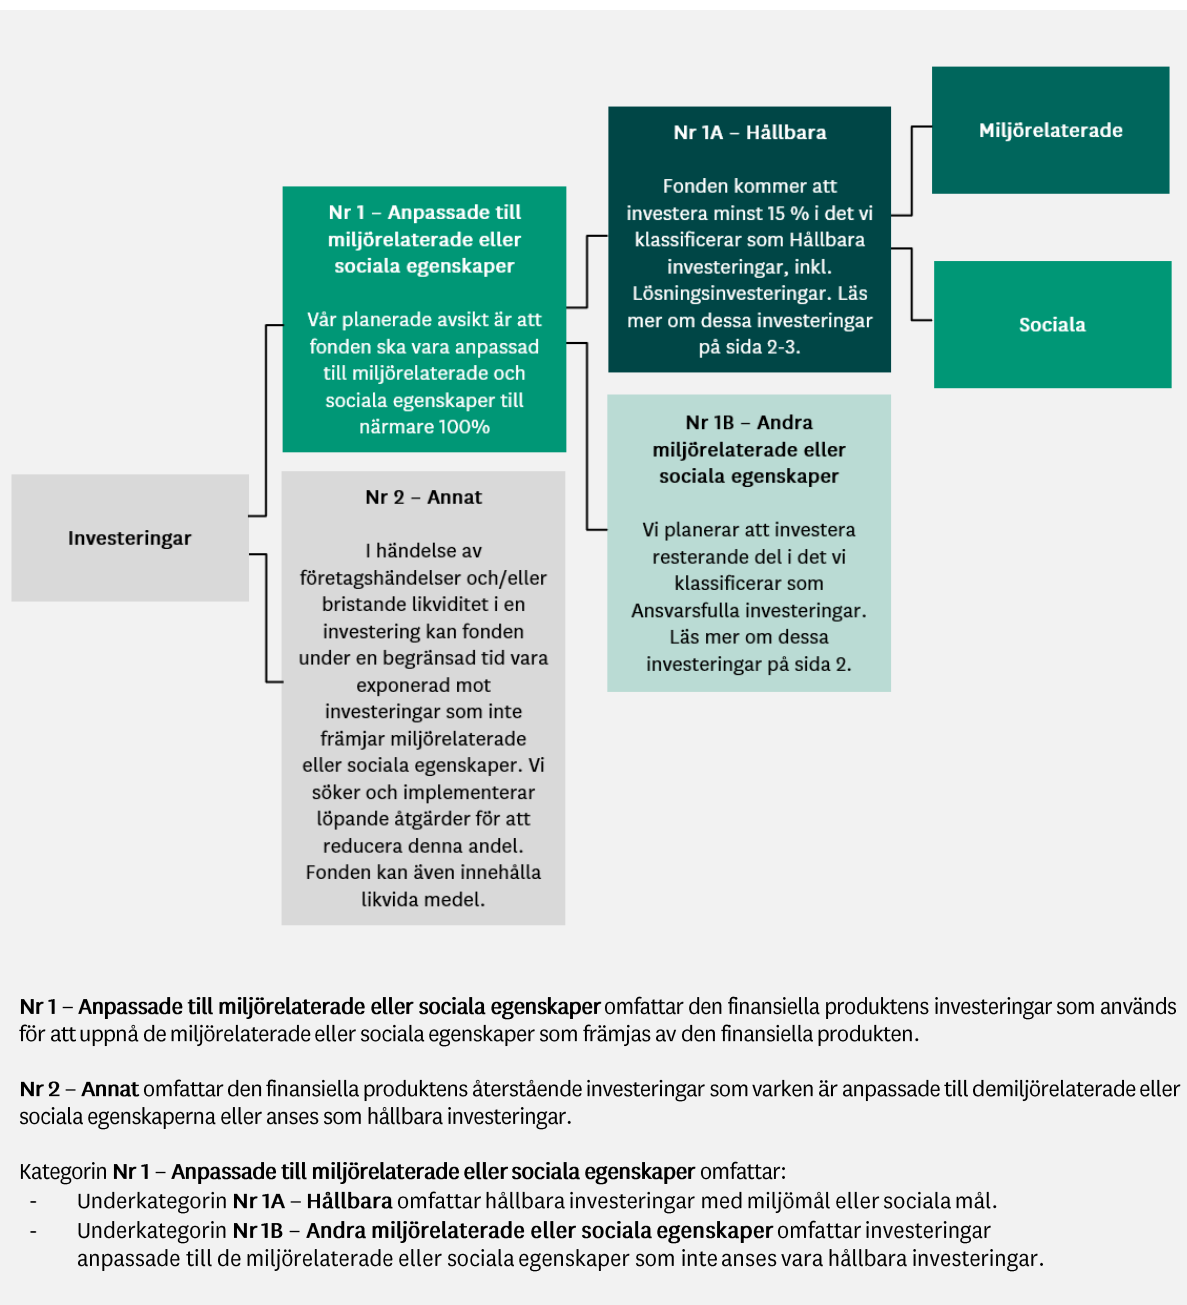 Investeringar
Nr 1 – Anpassade till
miljörelaterade eller
sociala egenskaper
Vår planerade avsikt är att
fonden ska vara anpassad
till miljörelaterade och
sociala egenskaper till
närmare 100%
Nr 2 – Annat
I händelse av
företagshändelser och/eller
bristande likviditet i en
investering kan fonden
under en begränsad tid vara
exponerad mot
investeringar som inte
främjar miljörelaterade
eller sociala egenskaper. Vi
söker och implementerar
löpande åtgärder för att
reducera denna andel.
Fonden kan även innehålla
likvida medel.
Nr 1A – Hållbara
Fonden kommer att
investera minst 15 % i det vi
klassificerar som Hållbara
investeringar, inkl.
Lösningsinvesteringar. Läs
mer om dessa investeringar
på sida 2-3.
Nr 1B – Andra
miljörelaterade eller
sociala egenskaper
Vi planerar att investera
resterande del i det vi
klassificerar som
Ansvarsfulla investeringar.
Läs mer om dessa
investeringar på sida 2.
Miljörelaterade
Sociala
Nr 1 – Anpassade till miljörelaterade eller sociala egenskaper omfattar den finansiella produktens investeringar som används
för att uppnå de miljörelaterade eller sociala egenskaper som främjas av den finansiella produkten.
Nr 2 – Annat omfattar den finansiella produktens återstående investeringar som varken är anpassade till demiljörelaterade eller
sociala egenskaperna eller anses som hållbara investeringar.
Kategorin Nr 1 – Anpassade till miljörelaterade eller sociala egenskaper omfattar:
- Underkategorin Nr 1A – Hållbara omfattar hållbara investeringar med miljömål eller sociala mål.
- Underkategorin Nr 1B – Andra miljörelaterade eller sociala egenskaper omfattar investeringar
anpassade till de miljörelaterade eller sociala egenskaper som inte anses vara hållbara investeringar.